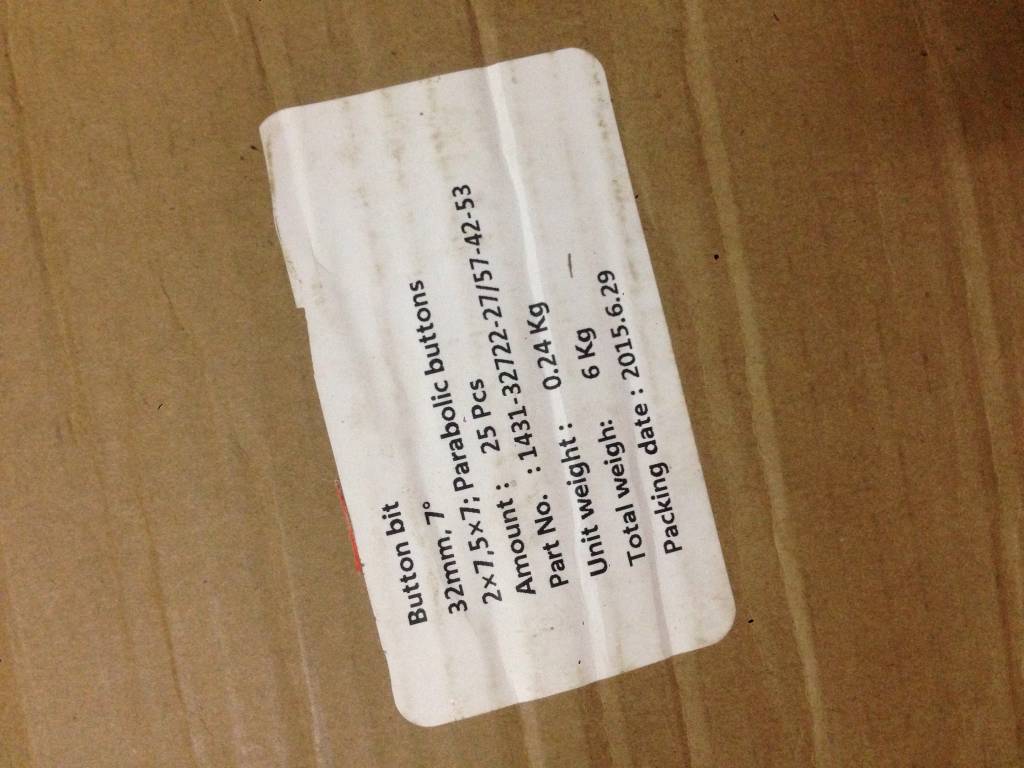 Button bit
32mm, 7°
2×7,5×7; Parabolic buttons
Amount : 25 Pcs
Part No. : 1431-32722-27/57-42-53
Unit weight : 0.24 Kg
Total weigh: 6 Kg
Packing date : 2015.6.29